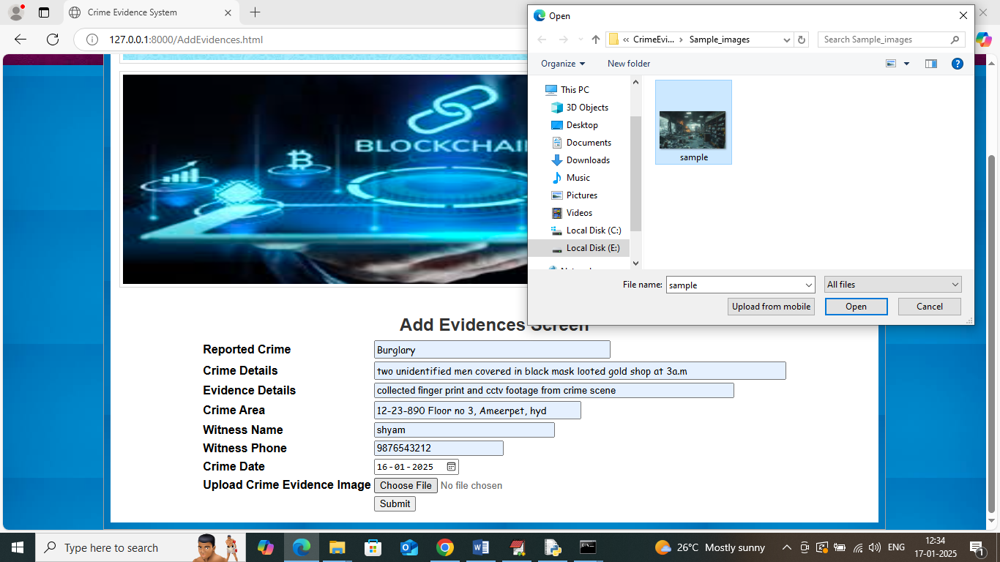 Crime Evidence System
127.0.0.1:8000/AddEvidences.html
BLOCKCHAI
Open
« CrimeEvi... › Sample_images
Search Sample_images
Organize
New folder
This PC
3D Objects
Desktop
Documents
Downloads
Music
Pictures
Videos
Local Disk (C:)
Local Disk (E:)
sample
File name: sample
All files
Upload from mobile
Open
Cancel
Add Evidences Screen
Reported Crime Burglary
Crime Details two unidentified men covered in black mask looted gold shop at 3a.m
Evidence Details collected finger print and cctv footage from crime scene
Crime Area 12-23-890 Floor no 3, Ameerpet, hyd
Witness Name shyam
Witness Phone 9876543212
Crime Date 16-01-2025
Upload Crime Evidence Image Choose File No file chosen
Submit
Type here to search
26°C Mostly sunny
ENG
12:34
17-01-2025
1